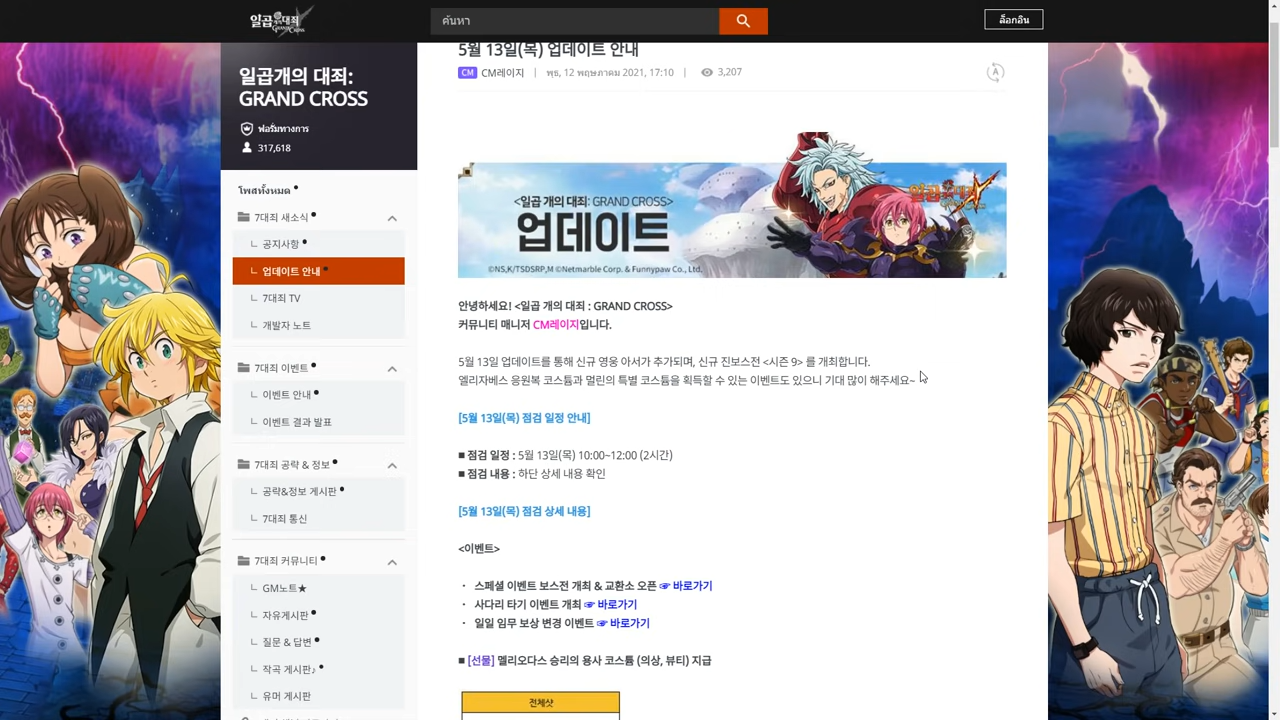 일곱개의대죄
GRAND CROSS
ค้นหา
ล็อกอิน
일곱개의 대죄:
GRAND CROSS
ฟอรั่มทางการ
317,618
โพสทั้งหมด
7대죄 새소식
ㄴ 공지사항
ㄴ 업데이트 안내
ㄴ 7대죄 TV
ㄴ 개발자 노트
7대죄 이벤트
ㄴ 이벤트 안내
ㄴ 이벤트 결과 발표
7대죄 공략 & 정보
ㄴ 공략&정보 게시판
ㄴ 7대죄 통신
7대죄 커뮤니티
ㄴ GM노트★
ㄴ 자유게시판
ㄴ 질문 & 답변
ㄴ 작곡 게시판♪
ㄴ 유머 게시판
5월 13일(목) 업데이트 안내
CM CM레이지 | พุธ, 12 พฤษภาคม 2021, 17:10 | 3,207
A
<일곱 개의 대죄: GRAND CROSS>
업데이트
©NS,K/TSDSRP,M ©Netmarble Corp. & Funnypaw Co., Ltd.
안녕하세요! <일곱 개의 대죄 : GRAND CROSS>
커뮤니티 매니저 CM레이지입니다.
5월 13일 업데이트를 통해 신규 영웅 아서가 추가되며, 신규 진보스전 <시즌 9> 를 개최합니다.
엘리자베스 응원복 코스튬과 멀린의 특별 코스튬을 획득할 수 있는 이벤트도 있으니 기대 많이 해주세요~
[5월 13일(목) 점검 일정 안내]
■ 점검 일정 : 5월 13일(목) 10:00~12:00 (2시간)
■ 점검 내용 : 하단 상세 내용 확인
[5월 13일(목) 점검 상세 내용]
<이벤트>
· 스페셜 이벤트 보스전 개최 & 교환소 오픈 ☞ 바로가기
· 사다리 타기 이벤트 개최 ☞ 바로가기
· 일일 임무 보상 변경 이벤트 ☞ 바로가기
■ [선물] 멜리오다스 승리의 용사 코스튬 (의상, 뷰티) 지급
전체샷